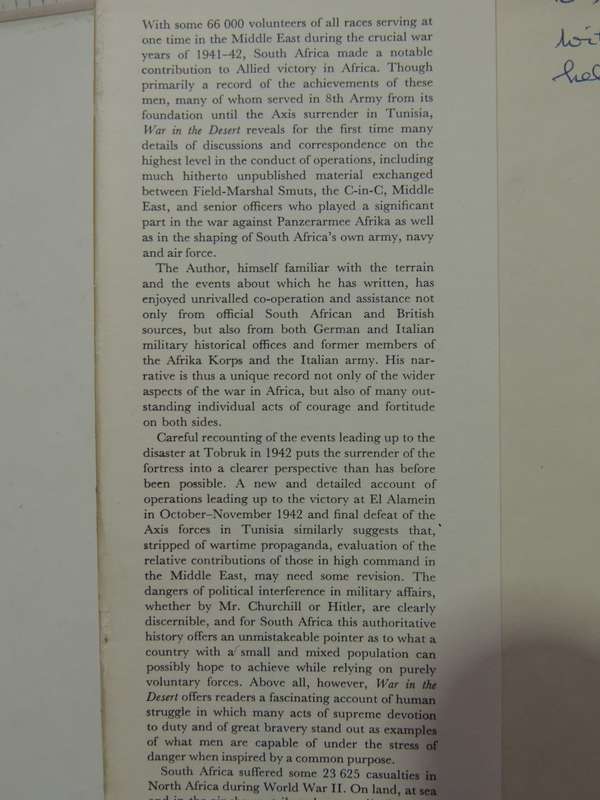 With some 66 000 volunteers of all races serving at
one time in the Middle East during the crucial war
years of 1941–42, South Africa made a notable
contribution to Allied victory in Africa. Though
primarily a record of the achievements of these
men, many of whom served in 8th Army from its
foundation until the Axis surrender in Tunisia,
War in the Desert reveals for the first time many
details of discussions and correspondence on the
highest level in the conduct of operations, including
much hitherto unpublished material exchanged
between Field-Marshal Smuts, the C-in-C, Middle
East, and senior officers who played a significant
part in the war against Panzerarmee Afrika as well
as in the shaping of South Africa's own army, navy
and air force.
The Author, himself familiar with the terrain
and the events about which he has written, has
enjoyed unrivalled co-operation and assistance not
only from official South African and British
sources, but also from both German and Italian
military historical offices and former members of
the Afrika Korps and the Italian army. His nar-
rative is thus a unique record not only of the wider
aspects of the war in Africa, but also of many out-
standing individual acts of courage and fortitude
on both sides.
Careful recounting of the events leading up to the
disaster at Tobruk in 1942 puts the surrender of the
fortress into a clearer perspective than has before
been possible. A new and detailed account of
operations leading up to the victory at El Alamein
in October–November 1942 and final defeat of the
Axis forces in Tunisia similarly suggests that,
stripped of wartime propaganda, evaluation of the
relative contributions of those in high command in
the Middle East, may need some revision. The
dangers of political interference in military affairs,
whether by Mr. Churchill or Hitler, are clearly
discernible, and for South Africa this authoritative
history offers an unmistakeable pointer as to what a
country with a small and mixed population can
possibly hope to achieve while relying on purely
voluntary forces. Above all, however, War in the
Desert offers readers a fascinating account of human
struggle in which many acts of supreme devotion
to duty and of great bravery stand out as examples
of what men are capable of under the stress of
danger when inspired by a common purpose.
South Africa suffered some 23 625 casualties in
North Africa during World War II. On land, at sea